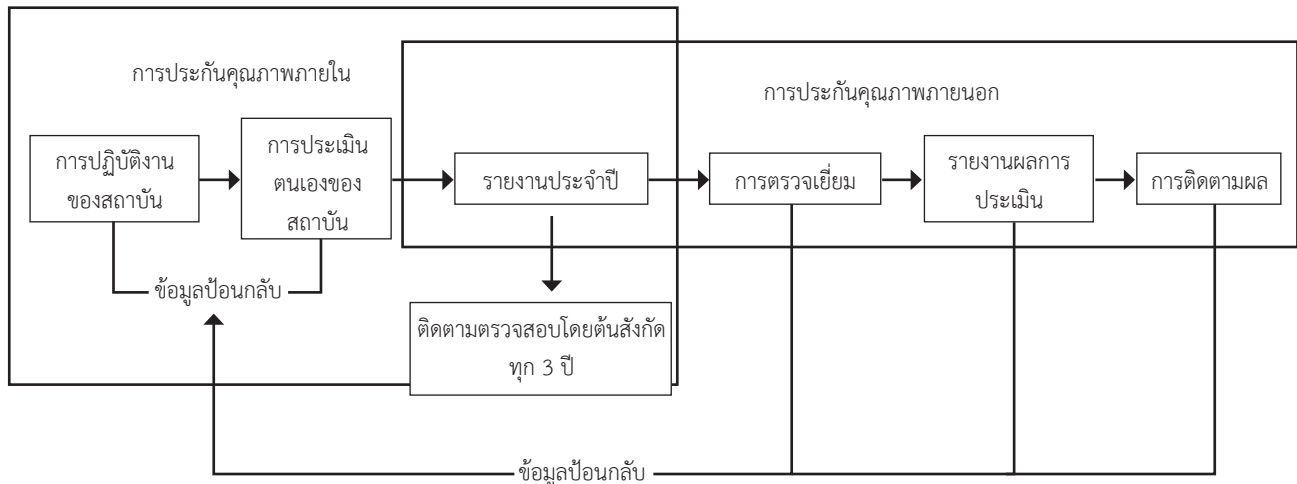 การประกันคุณภาพภายใน
การประกันคุณภาพภายนอก
การปฏิบัติงาน
ของสถาบัน
การประเมิน
ตนเองของ
สถาบัน
รายงานประจำปี
การตรวจเยี่ยม
รายงานผลการ
ประเมิน
การติดตามผล
ข้อมูลป้อนกลับ
ติดตามตรวจสอบโดยต้นสังกัด
ทุก 3 ปี
ข้อมูลป้อนกลับ